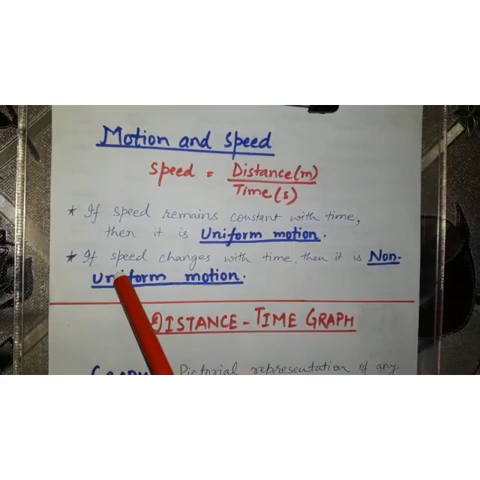 Motion and speed
Speed = Distance(m)
Time(s)
* If speed remains constant with time,
then it is Uniform motion.
* If speed changes with time, then it is Non-
Uniform motion.
DISTANCE - TIME GRAPH
Pictorial representation of any